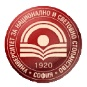 УНИВЕРСИТЕТ ЗА НАЦИОНАЛНО И СВЕТОВНО СТОПАНСТВО
1920
• СОФИЯ •